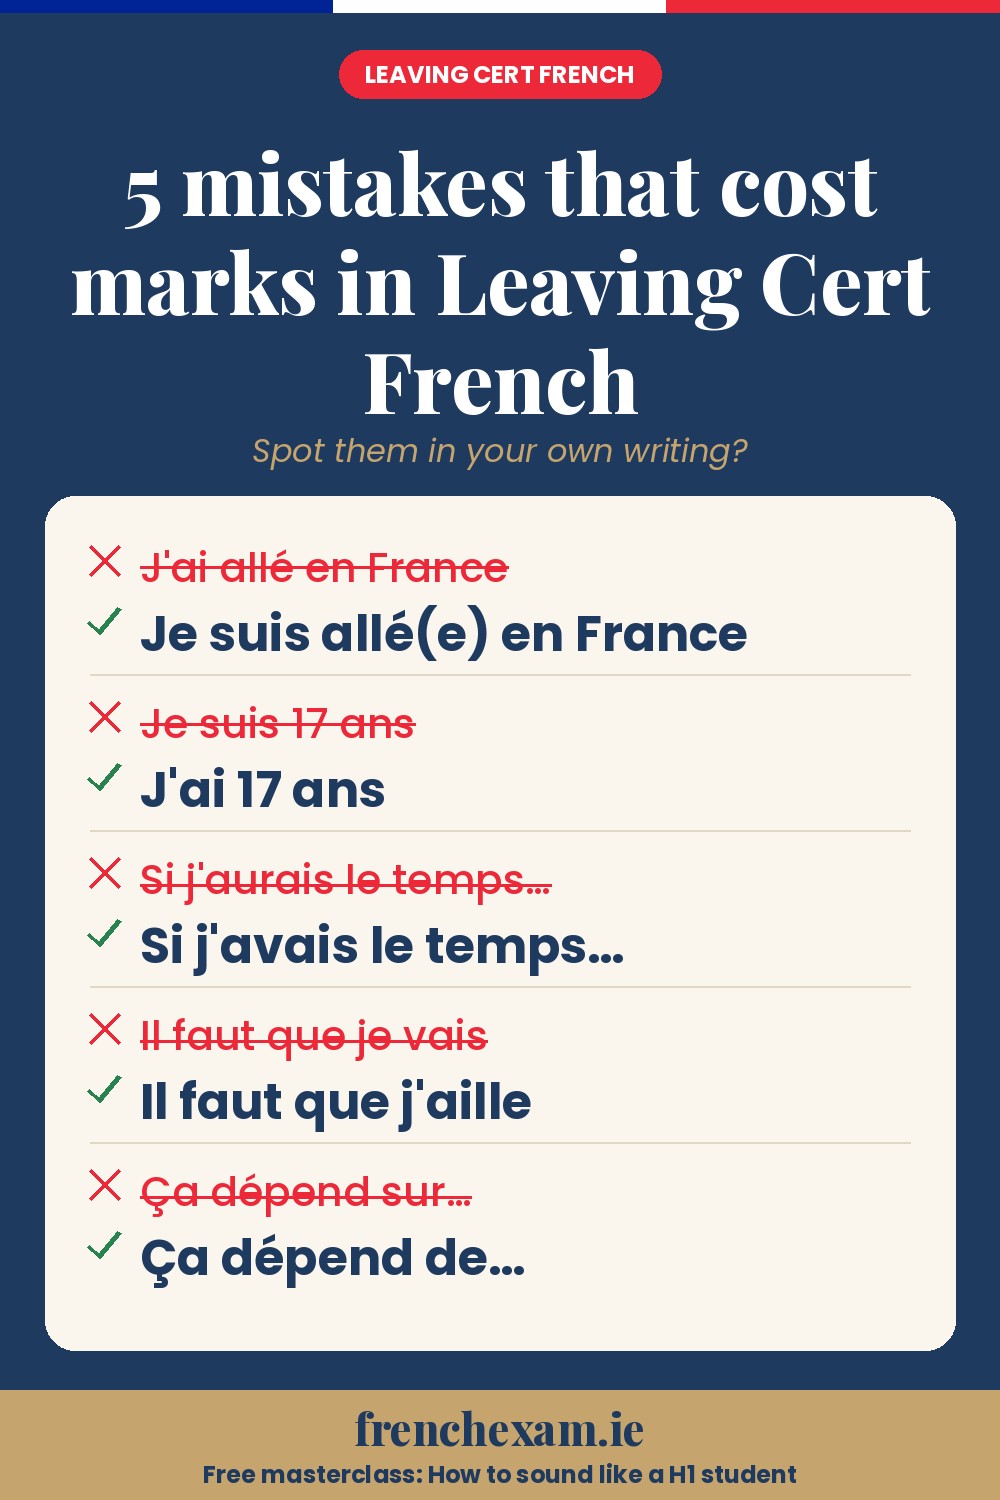 LEAVING CERT FRENCH
5 mistakes that cost
marks in Leaving Cert
French
Spot them in your own writing?
J'ai allé en France
Je suis allé(e) en France
Je suis 17 ans
J'ai 17 ans
Si j'aurais le temps...
Si j'avais le temps...
Il faut que je vais
Il faut que j'aille
Ça dépend sur...
Ça dépend de...
frenchexam.ie
Free masterclass: How to sound like a H1 student